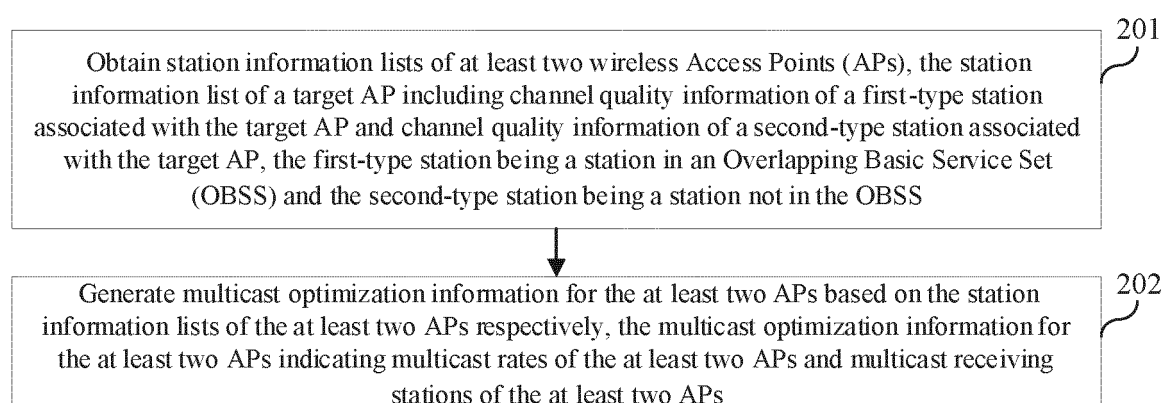 201
Obtain station information lists of at least two wireless Access Points (APs), the station
information list of a target AP including channel quality information of a first-type station
associated with the target AP and channel quality information of a second-type station associated
with the target AP, the first-type station being a station in an Overlapping Basic Service Set
(OBSS) and the second-type station being a station not in the OBSS
202
Generate multicast optimization information for the at least two APs based on the station
information lists of the at least two APs respectively, the multicast optimization information for
the at least two APs indicating multicast rates of the at least two APs and multicast receiving
stations of the at least two APs